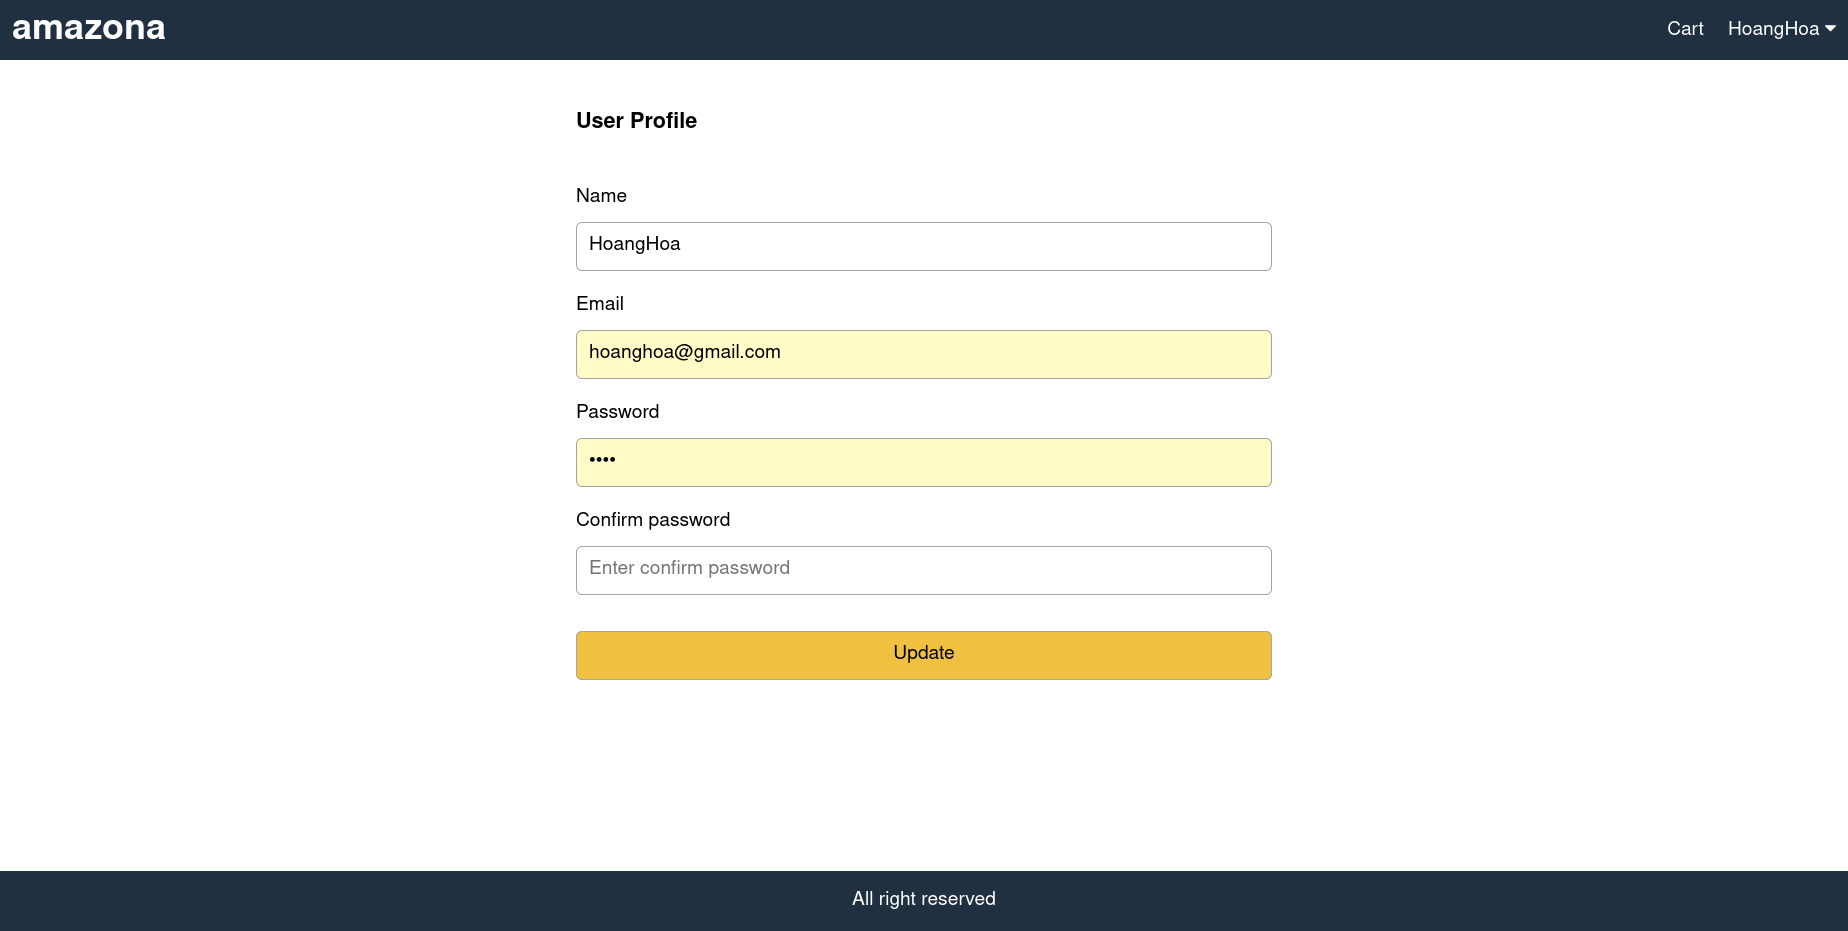 amazona
Cart HoangHoa
User Profile
Name
HoangHoa
Email
hoanghoa@gmail.com
Password
••••
Confirm password
Enter confirm password
Update
All right reserved